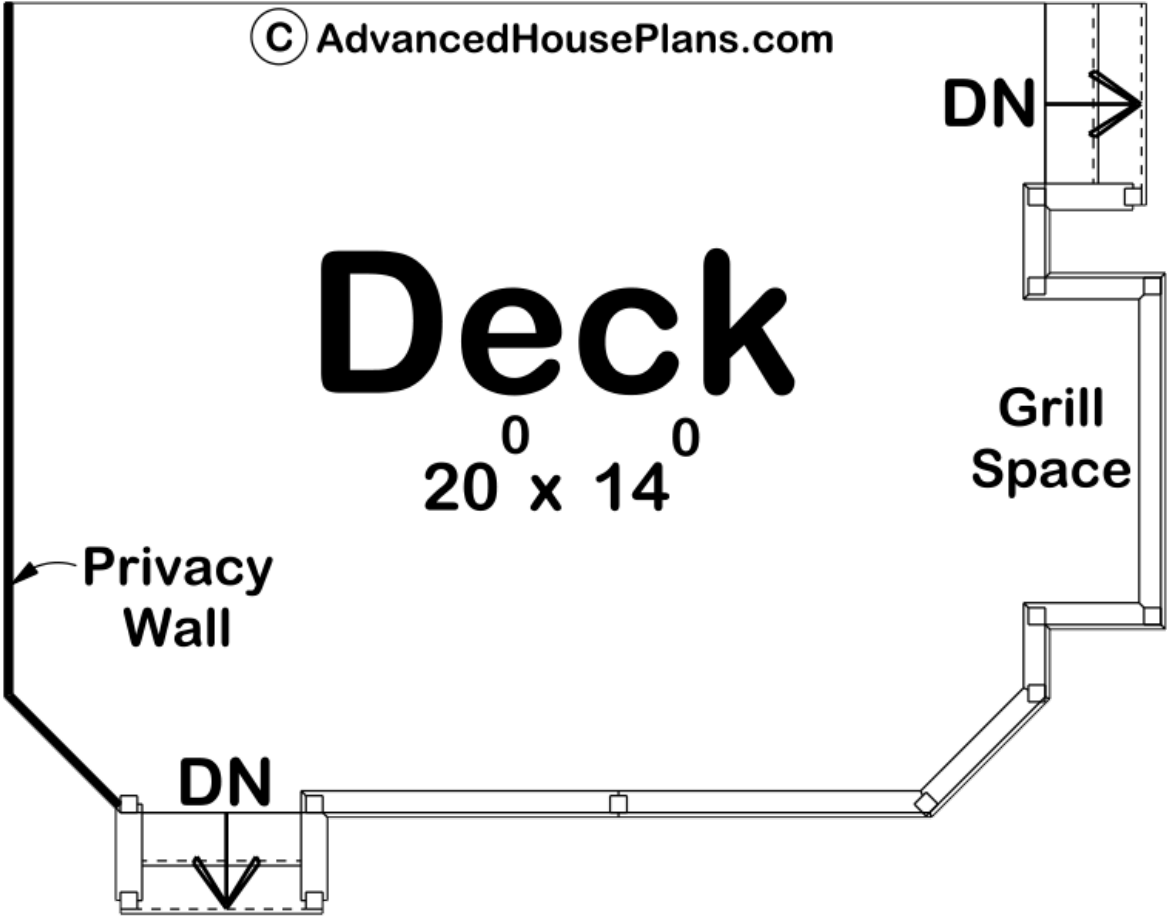 © AdvancedHousePlans.com
DN
Deck
20⁰ x 14⁰
Grill
Space
Privacy
Wall
DN